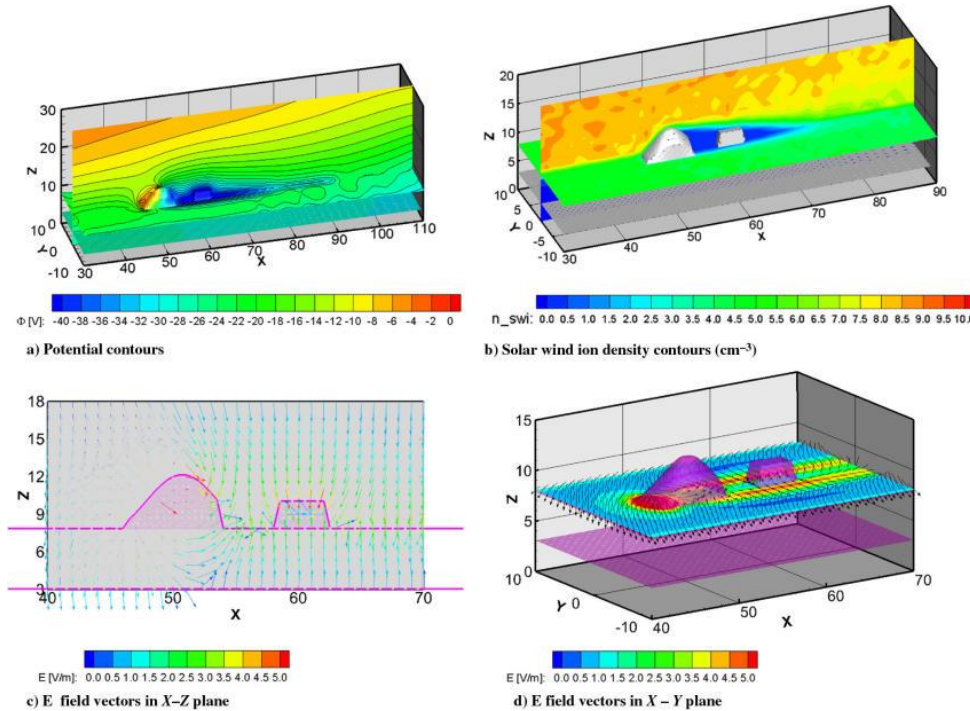 30
20
10
0
Z
10
Y 0
-10
30 40 50 60 70 80 90 100 110
X
Φ [V]: -40 -38 -36 -34 -32 -30 -28 -26 -24 -22 -20 -18 -16 -14 -12 -10 -8 -6 -4 -2 0
a) Potential contours
20
15
10
5
0
Z
10
5
Y 0
-5
-10
30 40 50 60 70 80 90
X
n_swi: 0.0 0.5 1.0 1.5 2.0 2.5 3.0 3.5 4.0 4.5 5.0 5.5 6.0 6.5 7.0 7.5 8.0 8.5 9.0 9.5 10.0
b) Solar wind ion density contours (cm⁻³)
18
15
12
9
6
3
Z
40 50 60 70
X
E [V/m]: 0.0 0.5 1.0 1.5 2.0 2.5 3.0 3.5 4.0 4.5 5.0
c) E field vectors in X–Z plane
15
10
5
0
Z
10
Y 0
-10
40 50 60 70
X
E [V/m]: 0.0 0.5 1.0 1.5 2.0 2.5 3.0 3.5 4.0 4.5 5.0
d) E field vectors in X – Y plane